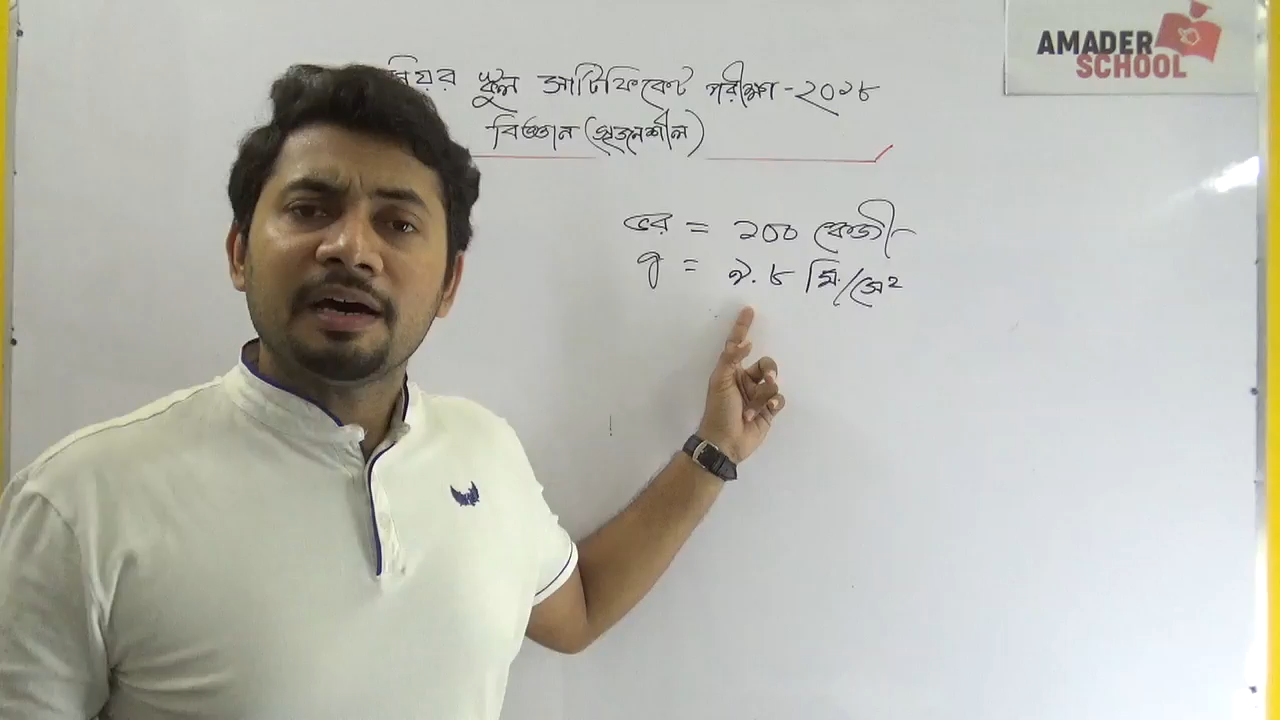 AMADER
SCHOOL
নিয়র স্কুল সার্টিফিকেট পরীক্ষা-২০১৮
বিজ্ঞান (সৃজনশীল)
ভর = ২০০ কেজী
g = ৯.৮ মি./সে²